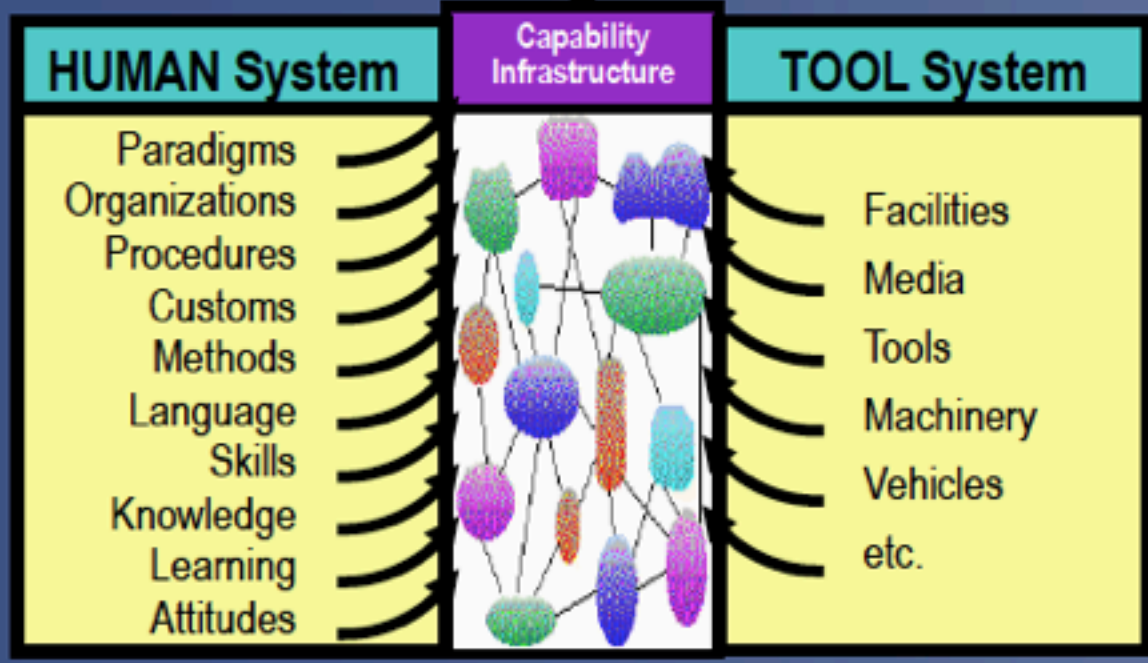 HUMAN System
Capability
Infrastructure
TOOL System
Paradigms
Organizations
Procedures
Customs
Methods
Language
Skills
Knowledge
Learning
Attitudes
Facilities
Media
Tools
Machinery
Vehicles
etc.